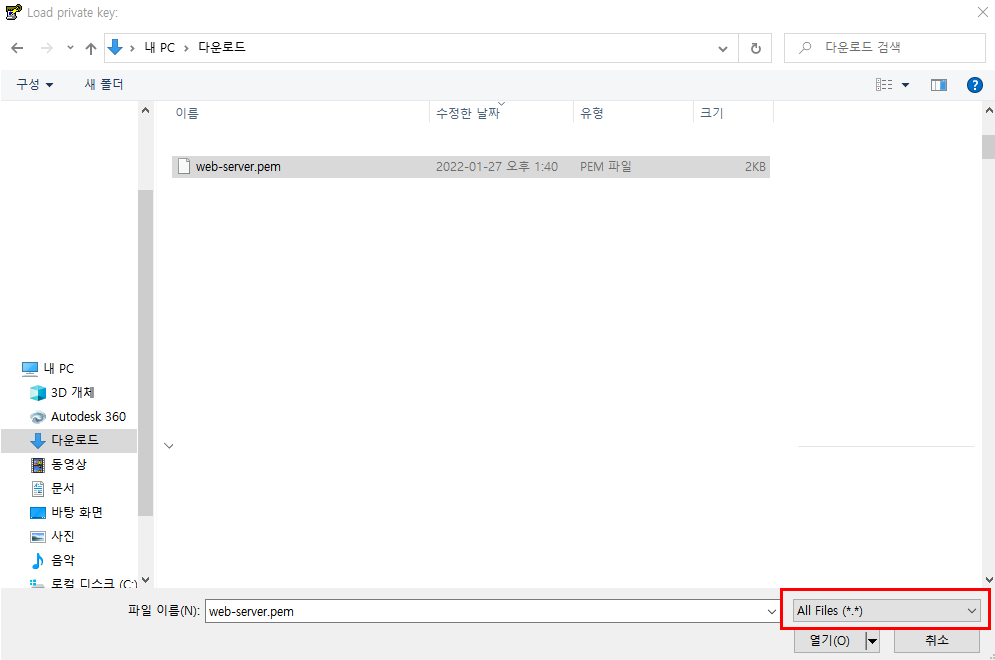 Load private key:
내 PC > 다운로드
다운로드 검색
구성 새 폴더
이름 수정한 날짜 유형 크기
web-server.pem 2022-01-27 오후 1:40 PEM 파일 2KB
내 PC
3D 개체
Autodesk 360
다운로드
동영상
문서
바탕 화면
사진
음악
로컬 디스크 (C:)
파일 이름(N): web-server.pem All Files (*.*)
열기(O) 취소